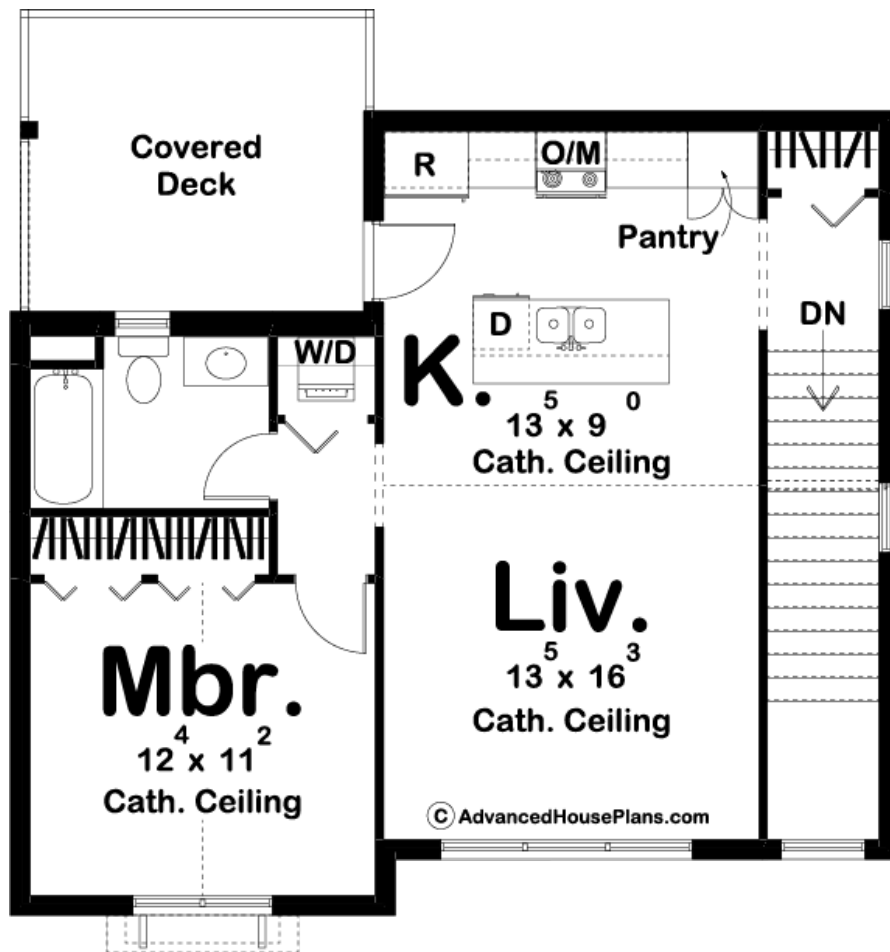 Covered
Deck
R
O/M
Pantry
DN
W/D
D
K.
13⁵ x 9⁰
Cath. Ceiling
Liv.
13⁵ x 16³
Cath. Ceiling
Mbr.
12⁴ x 11²
Cath. Ceiling
© AdvancedHousePlans.com